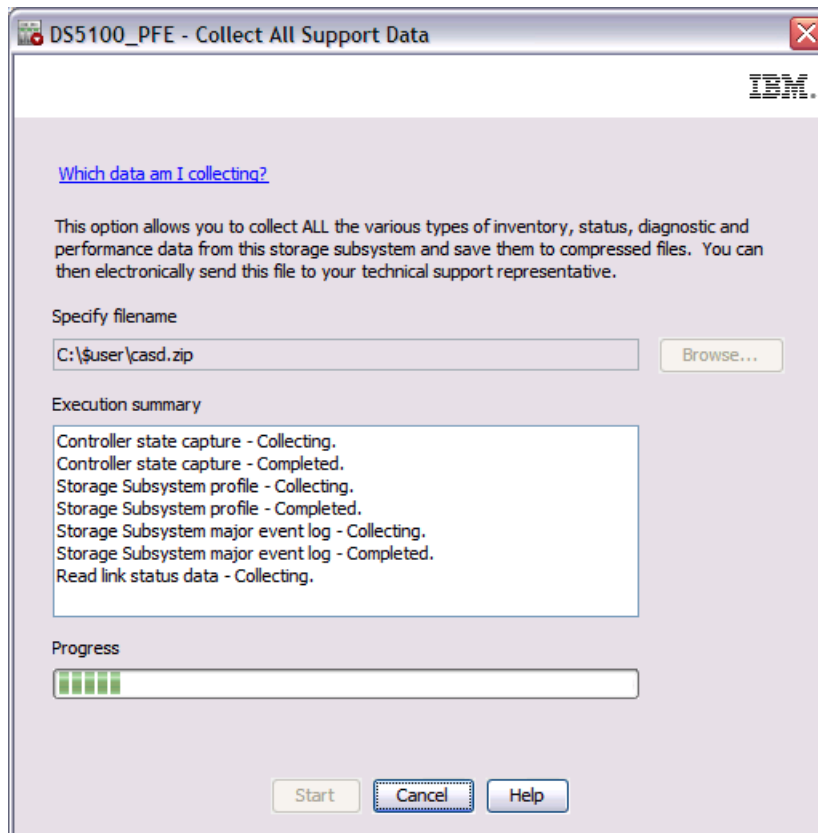 DS5100_PFE - Collect All Support Data
IBM.
Which data am I collecting?
This option allows you to collect ALL the various types of inventory, status, diagnostic and
performance data from this storage subsystem and save them to compressed files. You can
then electronically send this file to your technical support representative.
Specify filename
C:\$user\casd.zip
Browse...
Execution summary
Controller state capture - Collecting.
Controller state capture - Completed.
Storage Subsystem profile - Collecting.
Storage Subsystem profile - Completed.
Storage Subsystem major event log - Collecting.
Storage Subsystem major event log - Completed.
Read link status data - Collecting.
Progress
Start Cancel Help